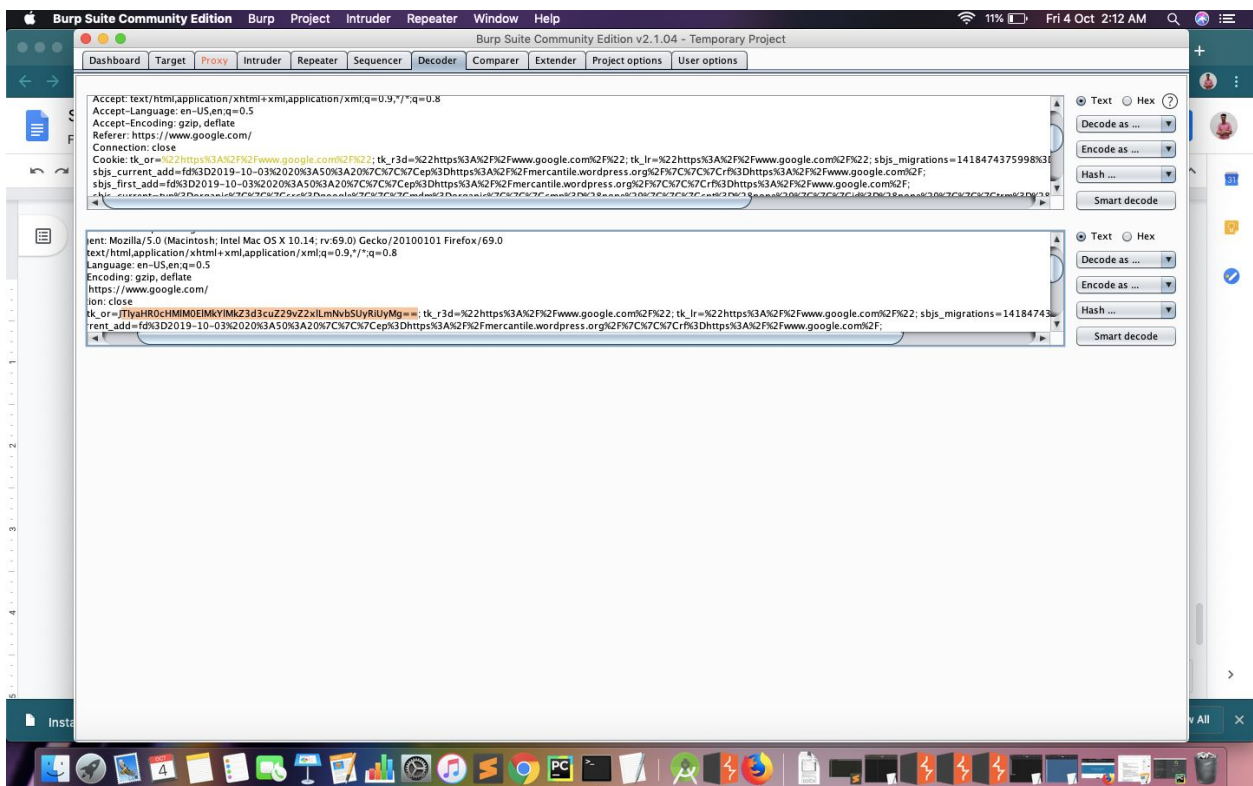 Burp Suite Community Edition Burp Project Intruder Repeater Window Help 11% Fri 4 Oct 2:12 AM
Burp Suite Community Edition v2.1.04 - Temporary Project
Dashboard Target Proxy Intruder Repeater Sequencer Decoder Comparer Extender Project options User options
Accept: text/html,application/xhtml+xml,application/xml;q=0.9,*/*;q=0.8
Accept-Language: en-US,en;q=0.5
Accept-Encoding: gzip, deflate
Referer: https://www.google.com/
Connection: close
Cookie: tk_or=%22https%3A%2F%2Fwww.google.com%2F%22; tk_r3d=%22https%3A%2F%2Fwww.google.com%2F%22; tk_lr=%22https%3A%2F%2Fwww.google.com%2F%22; sbjs_migrations=1418474375998%3D
sbjs_current_add=fd%3D2019-10-03%2020%3A50%3A20%7C%7C%7Cep%3Dhttps%3A%2F%2Fmercantile.wordpress.org%2F%7C%7C%7Crf%3Dhttps%3A%2F%2Fwww.google.com%2F;
sbjs_first_add=fd%3D2019-10-03%2020%3A50%3A20%7C%7C%7Cep%3Dhttps%3A%2F%2Fmercantile.wordpress.org%2F%7C%7C%7Crf%3Dhttps%3A%2F%2Fwww.google.com%2F;
Text Hex ?
Decode as ...
Encode as ...
Hash ...
Smart decode
ent: Mozilla/5.0 (Macintosh; Intel Mac OS X 10.14; rv:69.0) Gecko/20100101 Firefox/69.0
text/html,application/xhtml+xml,application/xml;q=0.9,*/*;q=0.8
Language: en-US,en;q=0.5
Encoding: gzip, deflate
https://www.google.com/
ion: close
tk_or=JTIyaHR0cHMlM0ElMkYlMkZ3d3cuZ29vZ2xlLmNvbSUyRiUyMg==; tk_r3d=%22https%3A%2F%2Fwww.google.com%2F%22; tk_lr=%22https%3A%2F%2Fwww.google.com%2F%22; sbjs_migrations=14184743
rrent_add=fd%3D2019-10-03%2020%3A50%3A20%7C%7C%7Cep%3Dhttps%3A%2F%2Fmercantile.wordpress.org%2F%7C%7C%7Crf%3Dhttps%3A%2F%2Fwww.google.com%2F;
Text Hex
Decode as ...
Encode as ...
Hash ...
Smart decode
31
1
2
3
4
5
Insta
v All
OCT
4
PC